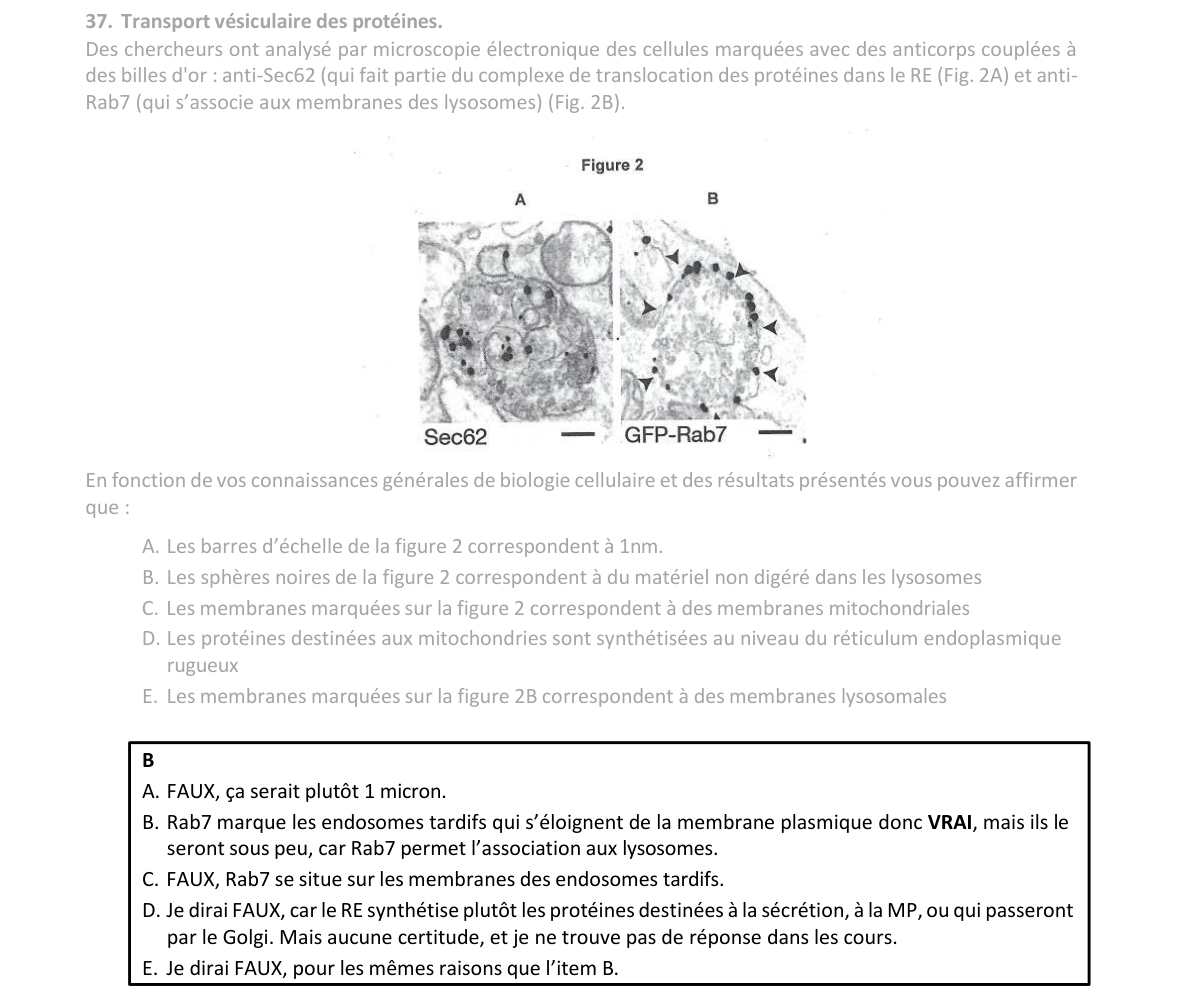 37. Transport vésiculaire des protéines.
Des chercheurs ont analysé par microscopie électronique des cellules marquées avec des anticorps couplées à
des billes d'or : anti-Sec62 (qui fait partie du complexe de translocation des protéines dans le RE (Fig. 2A) et anti-
Rab7 (qui s'associe aux membranes des lysosomes) (Fig. 2B).
Figure 2
A
B
Sec62
GFP-Rab7
En fonction de vos connaissances générales de biologie cellulaire et des résultats présentés vous pouvez affirmer
que :
A. Les barres d'échelle de la figure 2 correspondent à 1nm.
B. Les sphères noires de la figure 2 correspondent à du matériel non digéré dans les lysosomes
C. Les membranes marquées sur la figure 2 correspondent à des membranes mitochondriales
D. Les protéines destinées aux mitochondries sont synthétisées au niveau du réticulum endoplasmique
rugueux
E. Les membranes marquées sur la figure 2B correspondent à des membranes lysosomales
B
A. FAUX, ça serait plutôt 1 micron.
B. Rab7 marque les endosomes tardifs qui s'éloignent de la membrane plasmique donc VRAI, mais ils le
seront sous peu, car Rab7 permet l'association aux lysosomes.
C. FAUX, Rab7 se situe sur les membranes des endosomes tardifs.
D. Je dirai FAUX, car le RE synthétise plutôt les protéines destinées à la sécrétion, à la MP, ou qui passeront
par le Golgi. Mais aucune certitude, et je ne trouve pas de réponse dans les cours.
E. Je dirai FAUX, pour les mêmes raisons que l'item B.